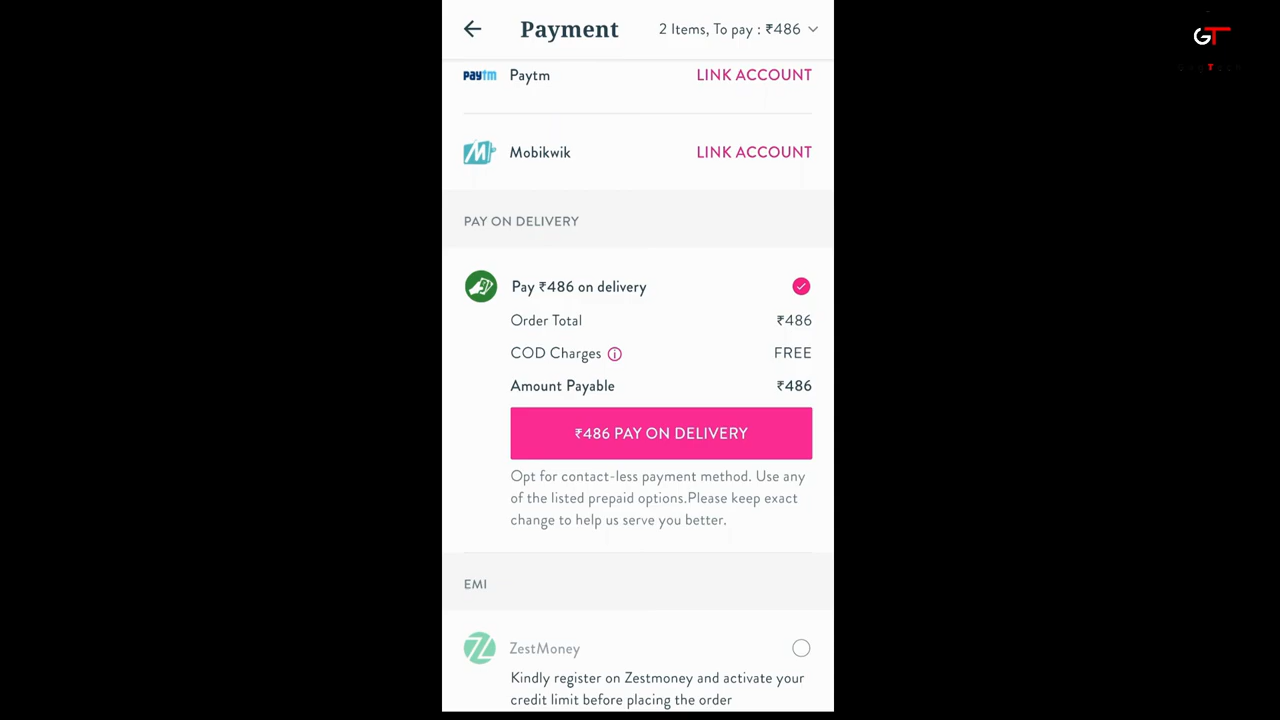 Payment
2 Items, To pay : ₹486
paytm Paytm LINK ACCOUNT
Mobikwik LINK ACCOUNT
PAY ON DELIVERY
Pay ₹486 on delivery
Order Total ₹486
COD Charges FREE
Amount Payable ₹486
₹486 PAY ON DELIVERY
Opt for contact-less payment method. Use any
of the listed prepaid options.Please keep exact
change to help us serve you better.
EMI
ZestMoney
Kindly register on Zestmoney and activate your
credit limit before placing the order
GT